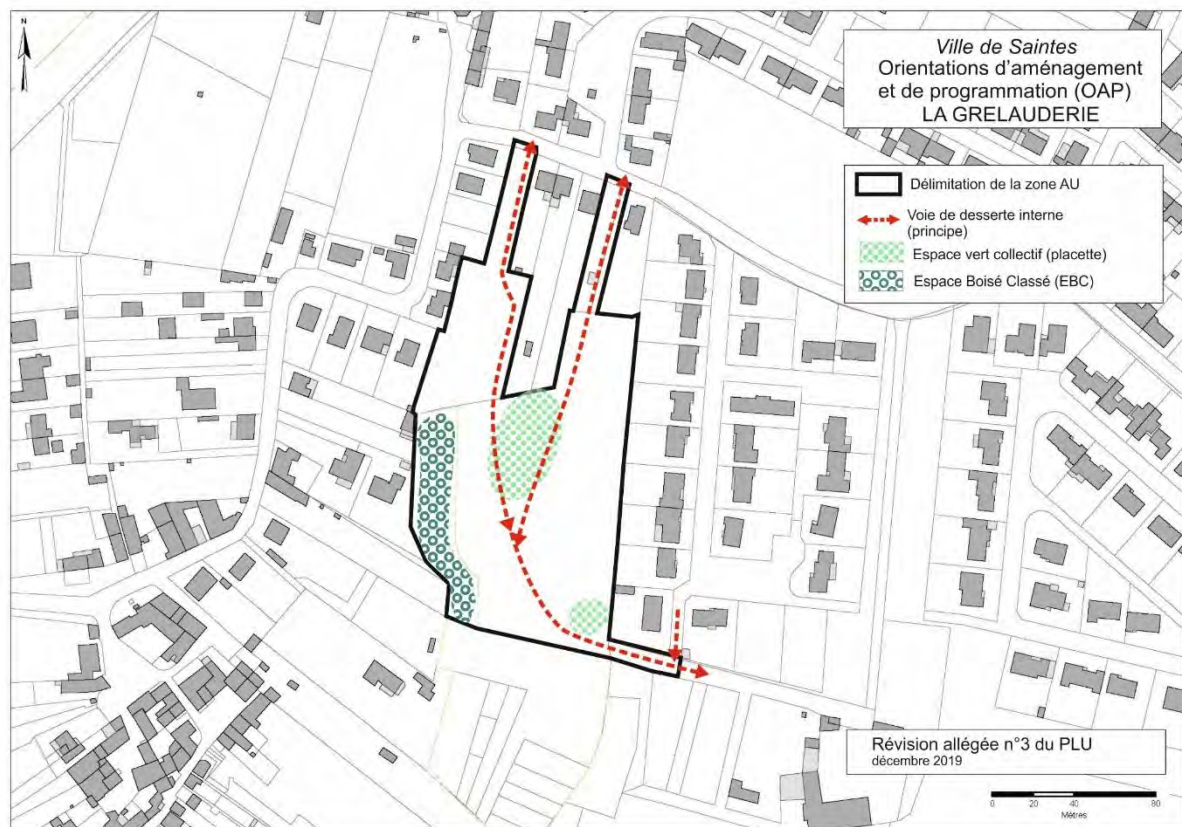 N
Ville de Saintes
Orientations d'aménagement
et de programmation (OAP)
LA GRELAUDERIE
Délimitation de la zone AU
Voie de desserte interne
(principe)
Espace vert collectif (placette)
Espace Boisé Classé (EBC)
Révision allégée n°3 du PLU
décembre 2019
0 20 40 80
Mètres